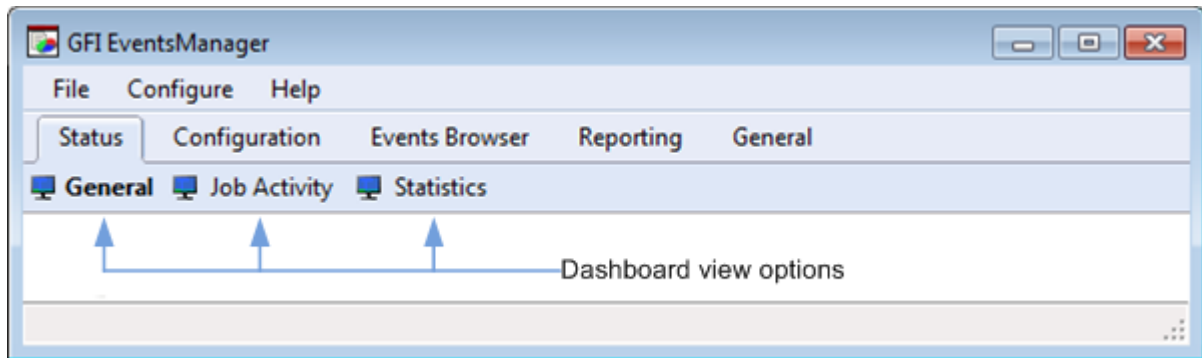 GFI EventsManager
File Configure Help
Status Configuration Events Browser Reporting General
General Job Activity Statistics
Dashboard view options